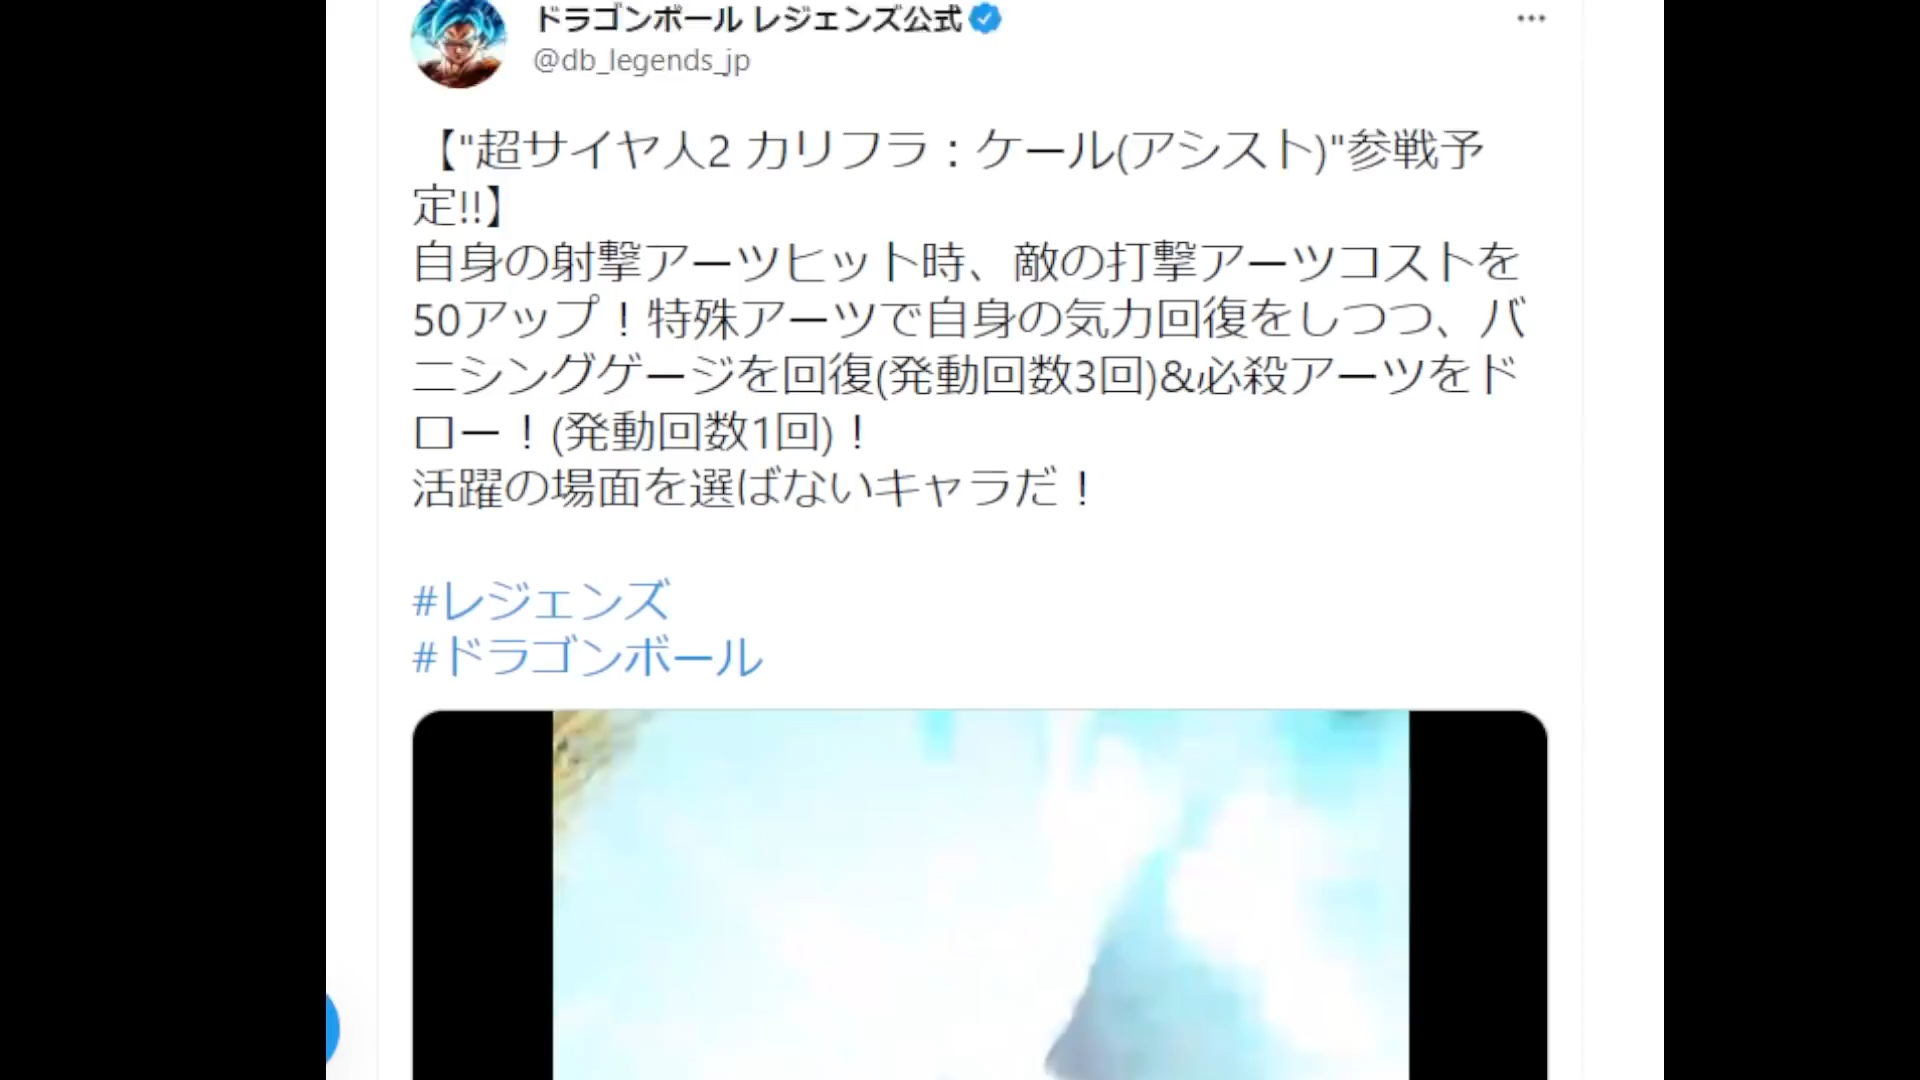 ドラゴンボール レジェンズ公式
@db_legends_jp
【"超サイヤ人2 カリフラ：ケール(アシスト)"参戦予
定!!】
自身の射撃アーツヒット時、敵の打撃アーツコストを
50アップ！特殊アーツで自身の気力回復をしつつ、バ
ニシングゲージを回復(発動回数3回)&必殺アーツをド
ロー！(発動回数1回)！
活躍の場面を選ばないキャラだ！
#レジェンズ
#ドラゴンボール